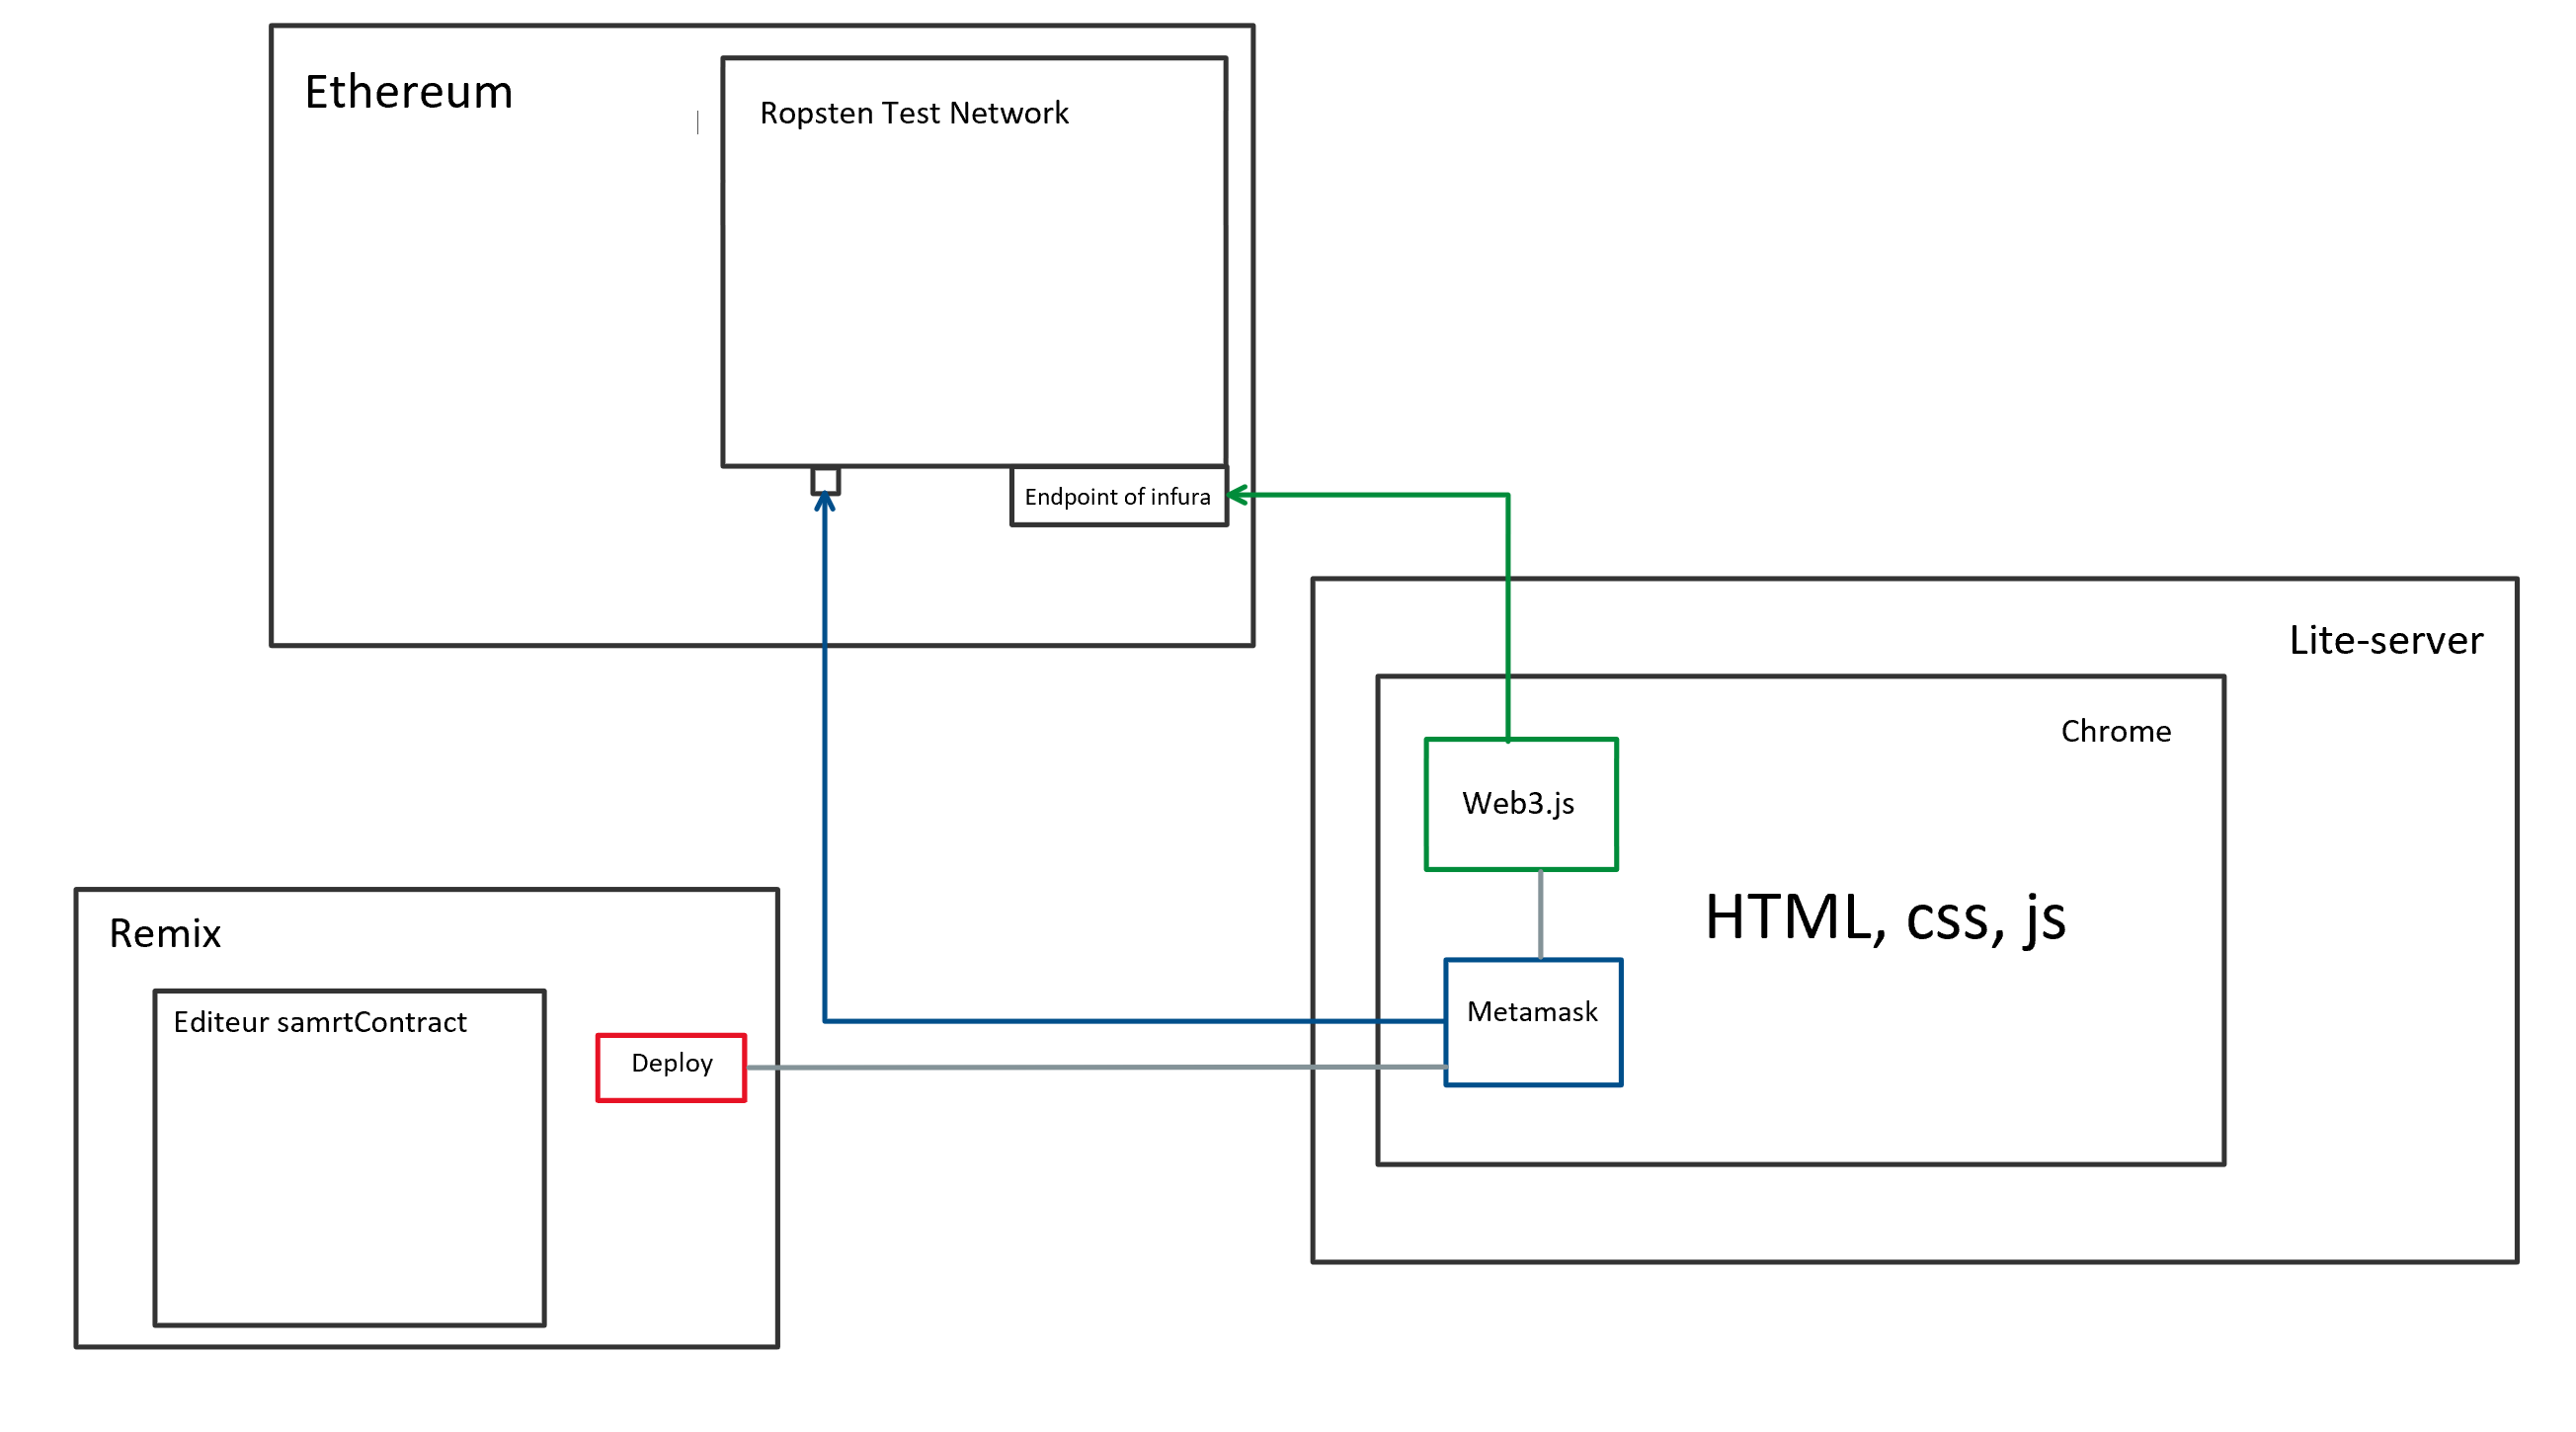 Ethereum
Ropsten Test Network
Endpoint of infura
Lite-server
Chrome
Web3.js
HTML, css, js
Metamask
Remix
Editeur samrtContract
Deploy